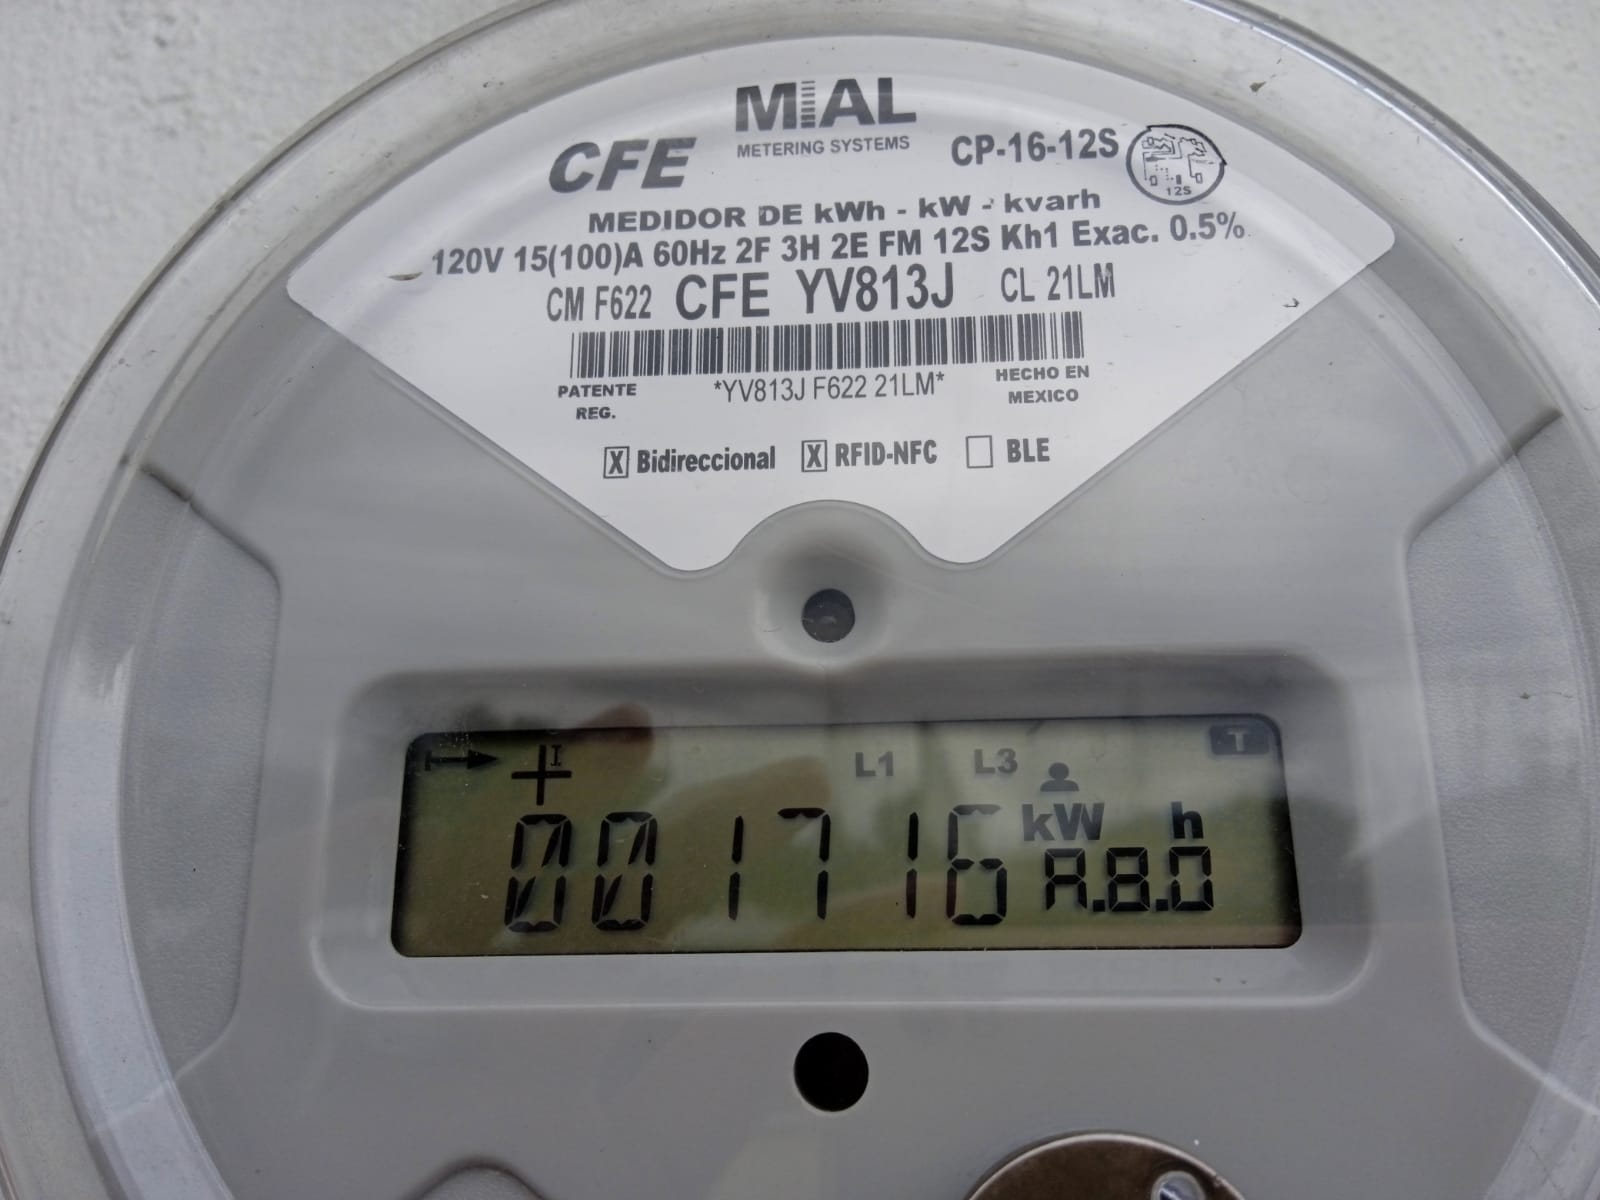 MIAL
METERING SYSTEMS
CFE
CP-16-12S
12S
MEDIDOR DE kWh - kW - kvarh
120V 15(100)A 60Hz 2F 3H 2E FM 12S Kh1 Exac. 0.5%
CM F622 CFE YV813J CL 21LM
PATENTE REG.
*YV813J F622 21LM*
HECHO EN MEXICO
X Bidireccional X RFID-NFC BLE
L1 L3 T
001716 kW h
A.8.0